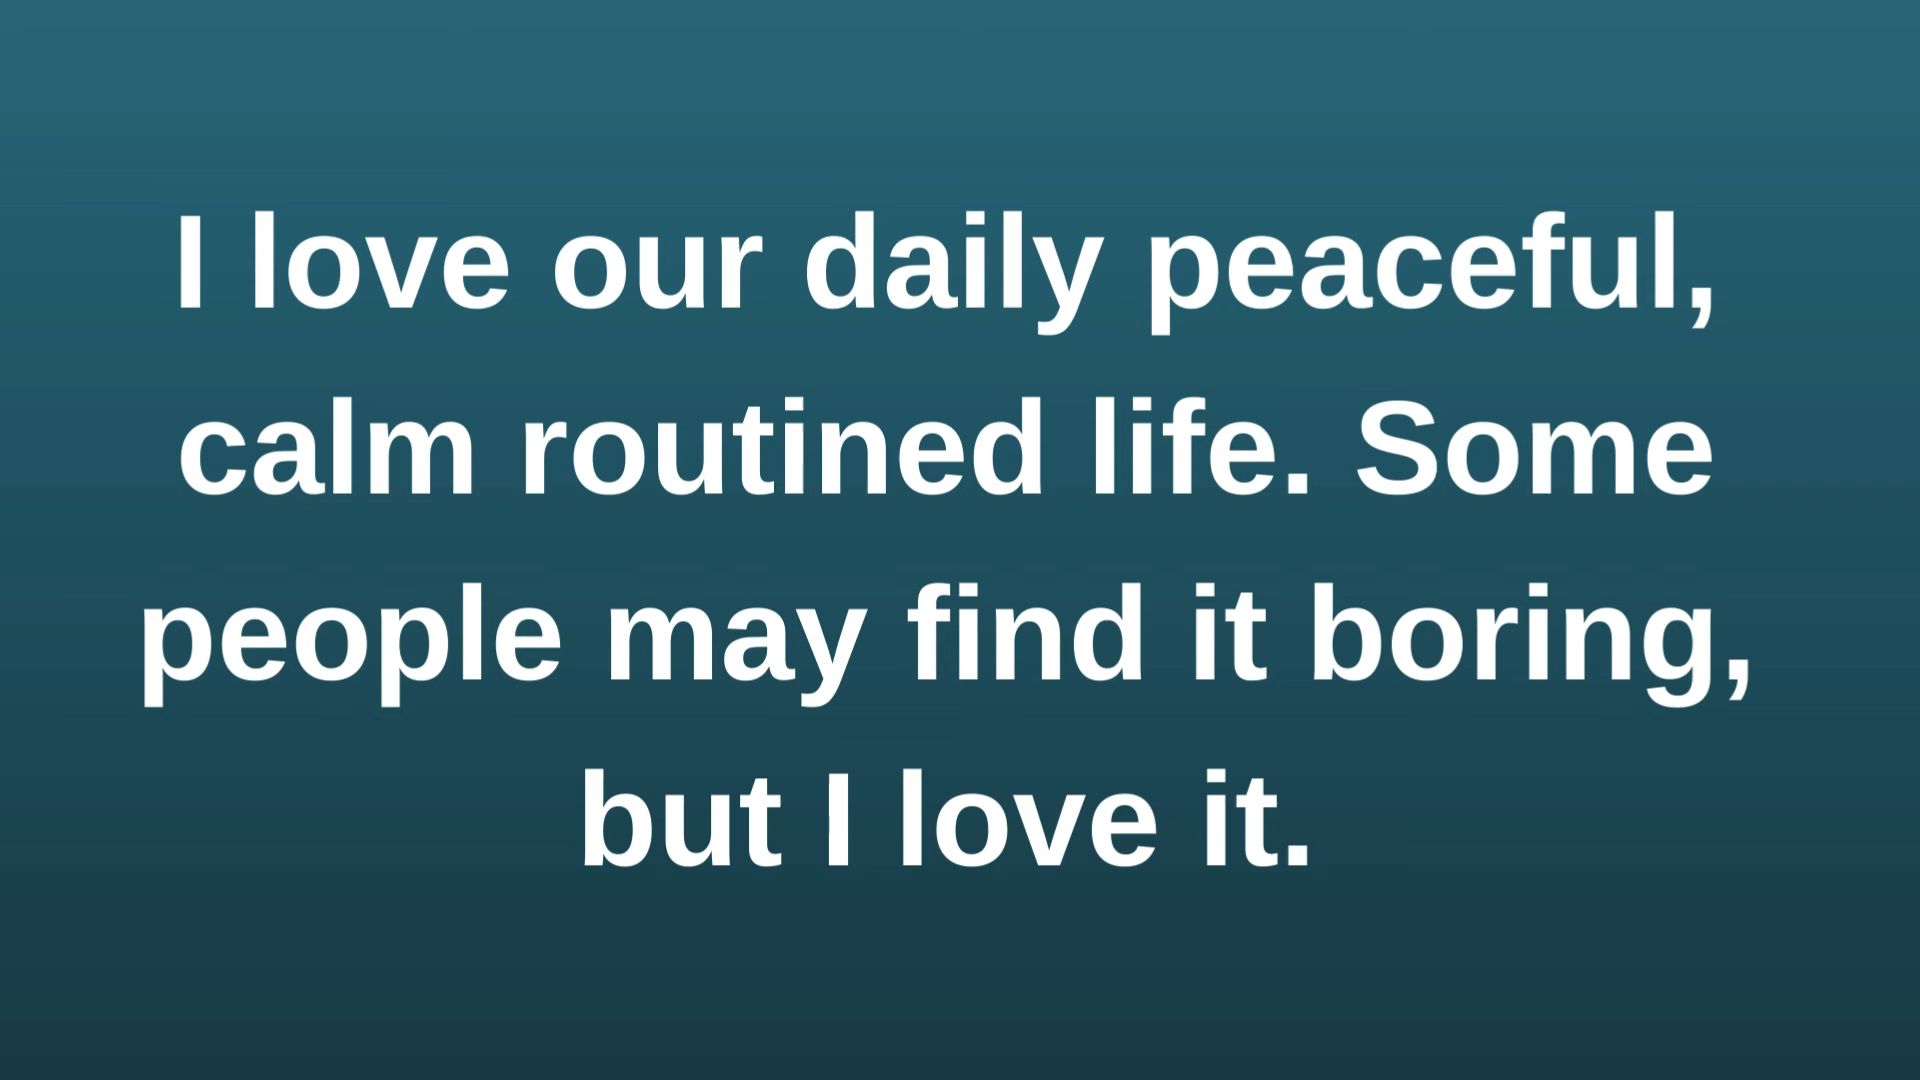 I love our daily peaceful,
calm routined life. Some
people may find it boring,
but I love it.